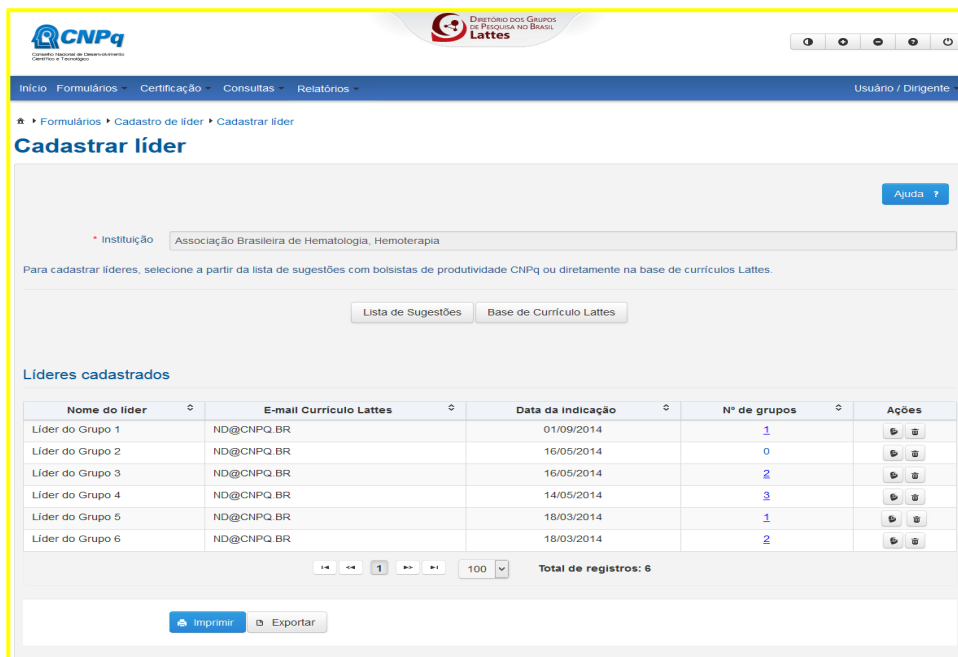 CNPq
Conselho Nacional de Desenvolvimento
Científico e Tecnológico
Diretório dos Grupos
de Pesquisa no Brasil
Lattes
Início Formulários Certificação Consultas Relatórios Usuário / Dirigente
Formulários Cadastro de líder Cadastrar líder
Cadastrar líder
Ajuda ?
* Instituição Associação Brasileira de Hematologia, Hemoterapia
Para cadastrar líderes, selecione a partir da lista de sugestões com bolsistas de produtividade CNPq ou diretamente na base de currículos Lattes.
Lista de Sugestões Base de Currículo Lattes
Líderes cadastrados
Nome do líder E-mail Currículo Lattes Data da indicação Nº de grupos Ações
Líder do Grupo 1 ND@CNPQ.BR 01/09/2014 1
Líder do Grupo 2 ND@CNPQ.BR 16/05/2014 0
Líder do Grupo 3 ND@CNPQ.BR 16/05/2014 2
Líder do Grupo 4 ND@CNPQ.BR 14/05/2014 3
Líder do Grupo 5 ND@CNPQ.BR 18/03/2014 1
Líder do Grupo 6 ND@CNPQ.BR 18/03/2014 2
1 100 Total de registros: 6
Imprimir Exportar